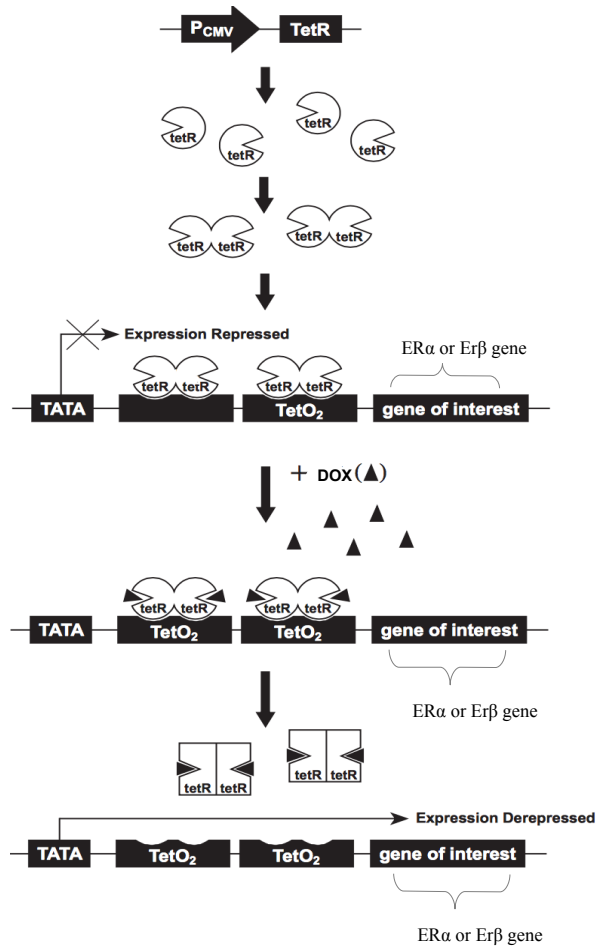 PCMV TetR
tetR
tetR
tetR
tetR
tetR tetR
tetR tetR
Expression Repressed
ERα or Erβ gene
tetR tetR
tetR tetR
TATA TetO2 gene of interest
+ DOX (▲)
tetR tetR
tetR tetR
TATA TetO2 TetO2 gene of interest
ERα or Erβ gene
tetR tetR
tetR tetR
Expression Derepressed
TATA TetO2 TetO2 gene of interest
ERα or Erβ gene